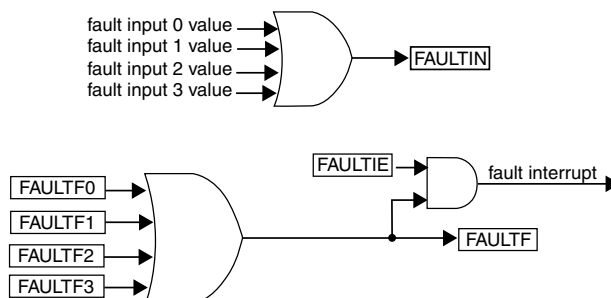 fault input 0 value
fault input 1 value
fault input 2 value
fault input 3 value
FAULTIN
FAULTIE
fault interrupt
FAULTF0
FAULTF1
FAULTF2
FAULTF3
FAULTF